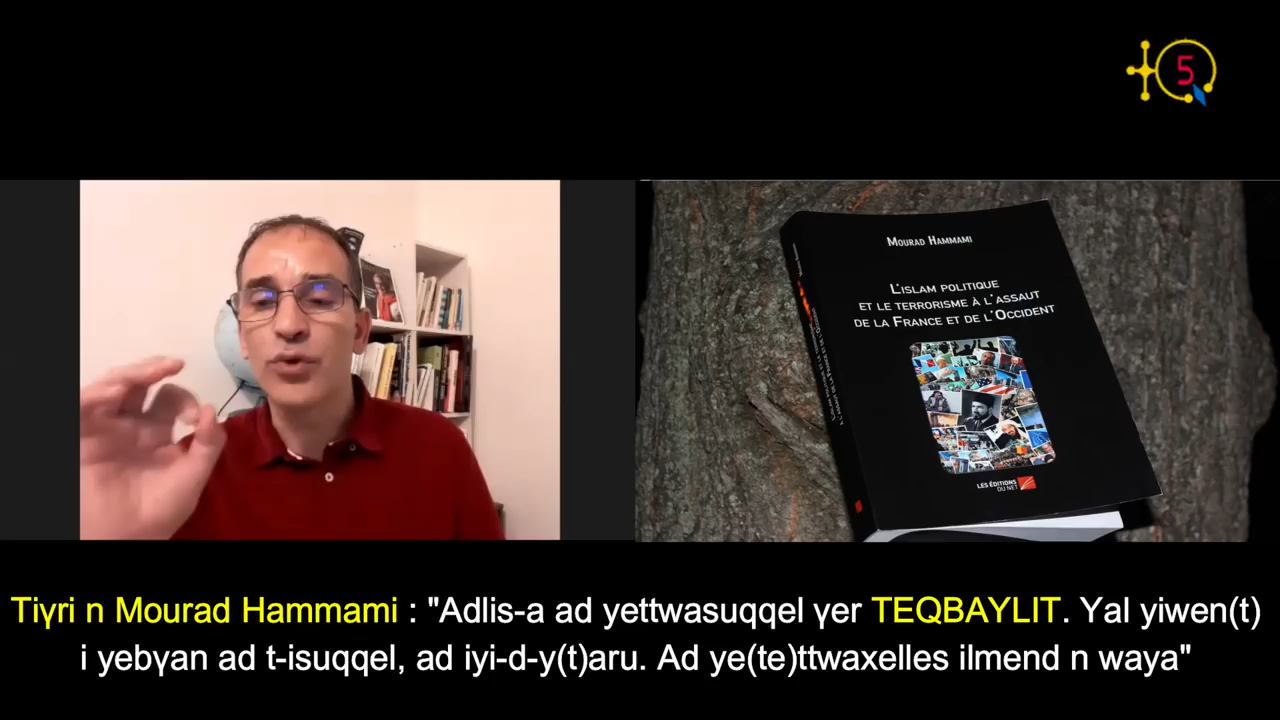 5
MOURAD HAMMAMI
L'ISLAM POLITIQUE
ET LE TERRORISME À L'ASSAUT
DE LA FRANCE ET DE L'OCCIDENT
LES ÉDITIONS
DU NET
Tiγri n Mourad Hammami : "Adlis-a ad yettwasuqqel γer TEQBAYLIT. Yal yiwen(t)
i yebγan ad t-isuqqel, ad iyi-d-y(t)aru. Ad ye(te)ttwaxelles ilmend n waya"